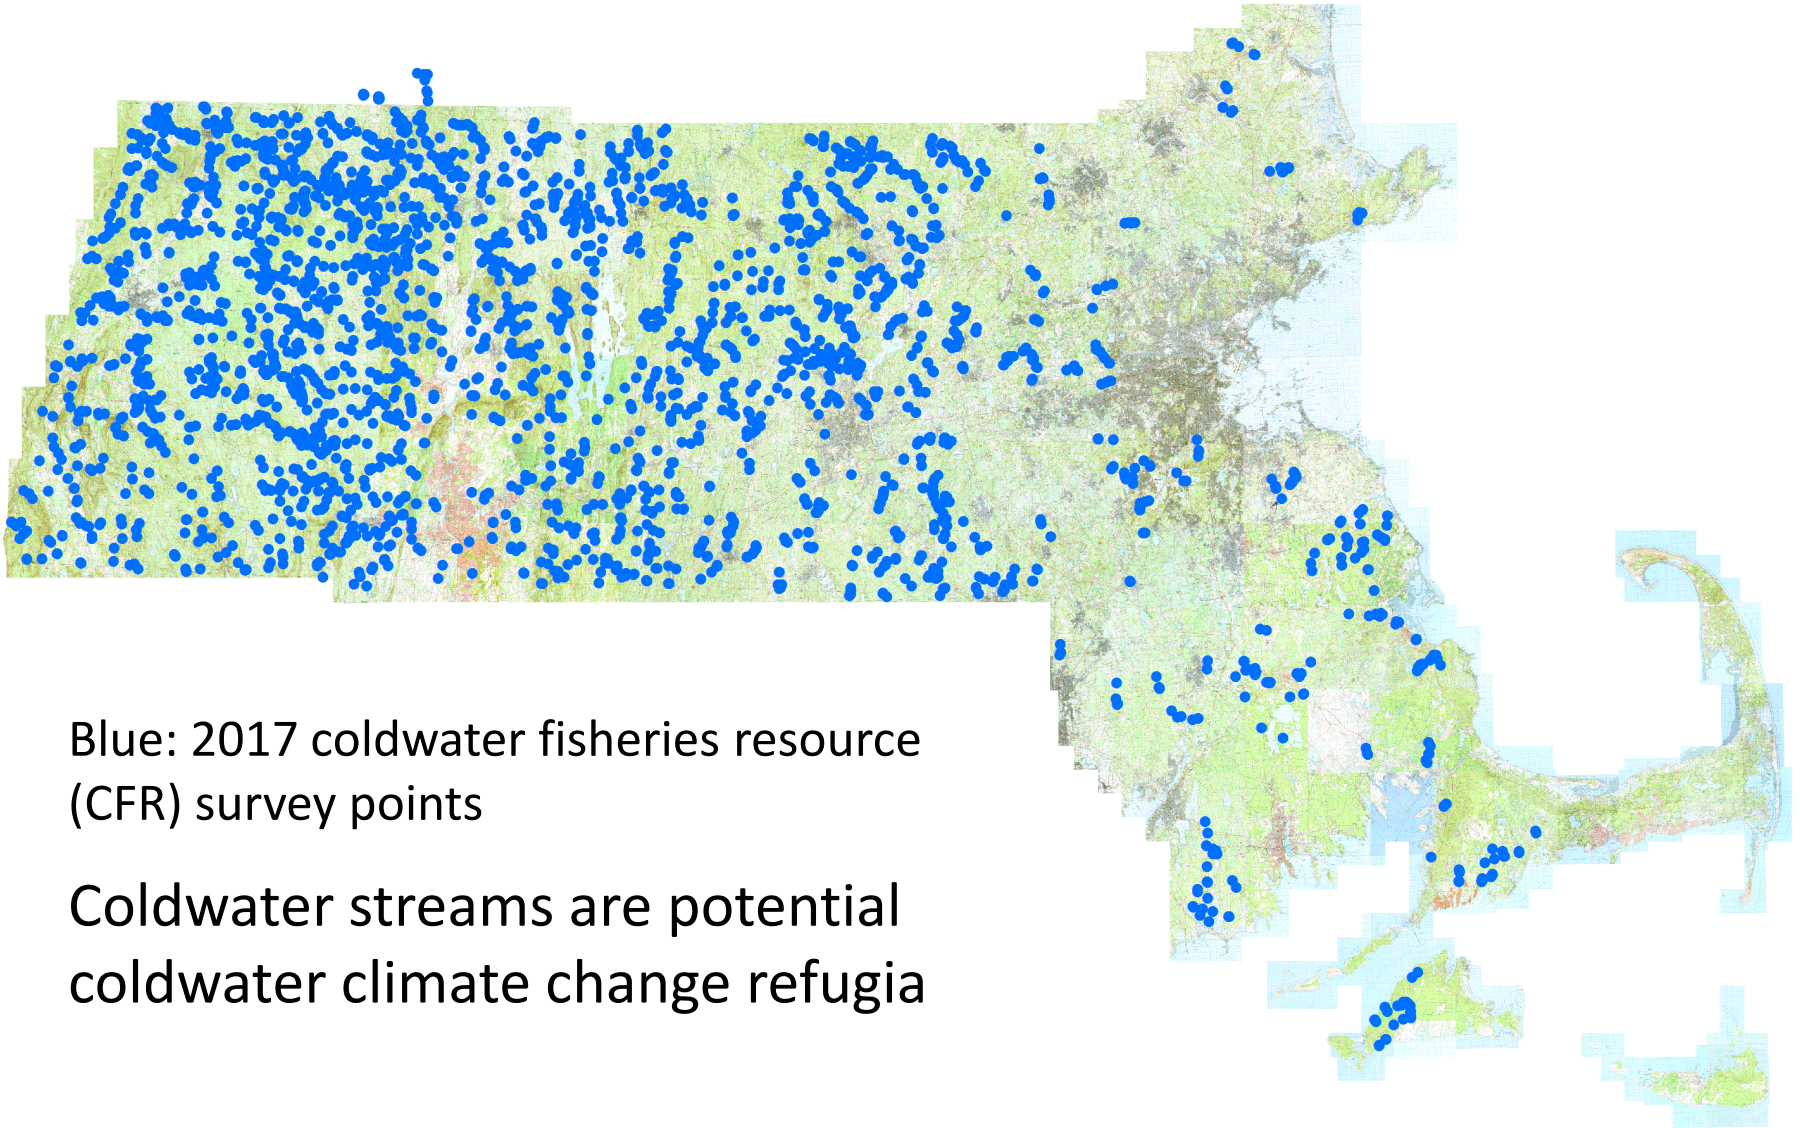 Blue: 2017 coldwater fisheries resource
(CFR) survey points
Coldwater streams are potential
coldwater climate change refugia